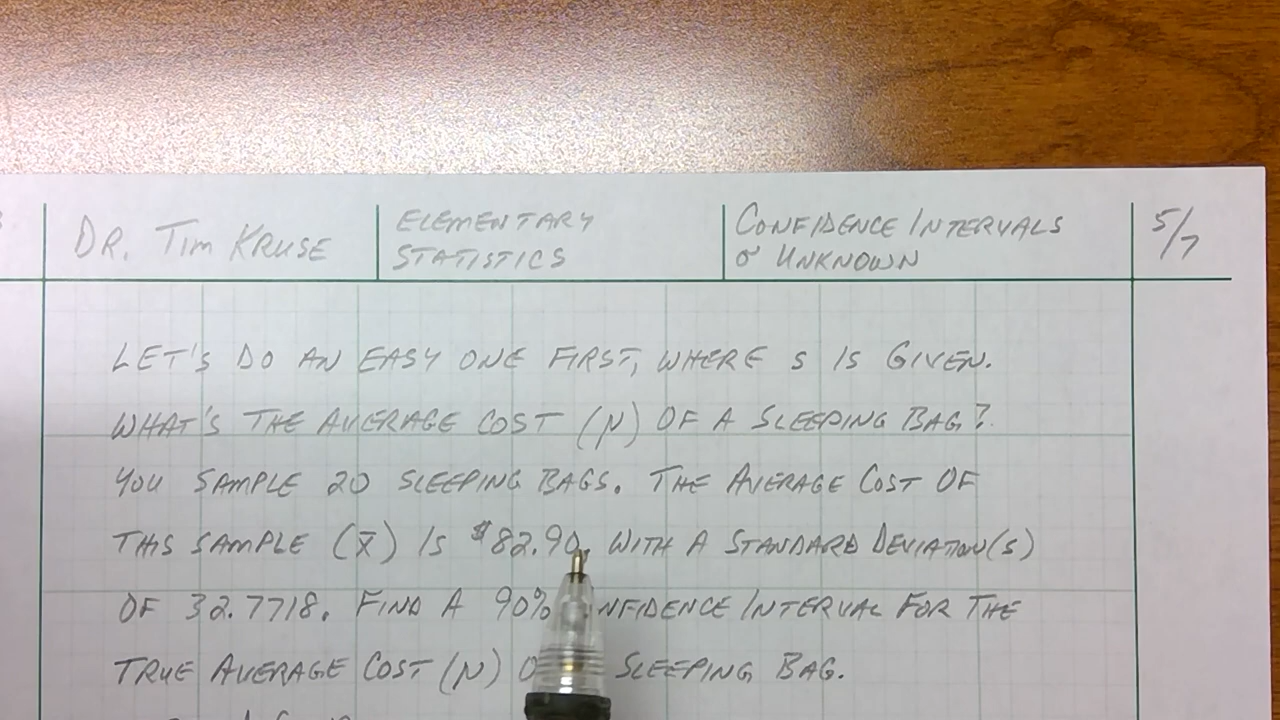 DR. TIM KRUSE
ELEMENTARY
STATISTICS
CONFIDENCE INTERVALS
σ UNKNOWN
5/7
LET'S DO AN EASY ONE FIRST, WHERE S IS GIVEN.
WHAT'S THE AVERAGE COST (μ) OF A SLEEPING BAG?
YOU SAMPLE 20 SLEEPING BAGS. THE AVERAGE COST OF
THIS SAMPLE (x̄) IS $82.90, WITH A STANDARD DEVIATION (S)
OF 32.7718. FIND A 90% CONFIDENCE INTERVAL FOR THE
TRUE AVERAGE COST (μ) SLEEPING BAG.